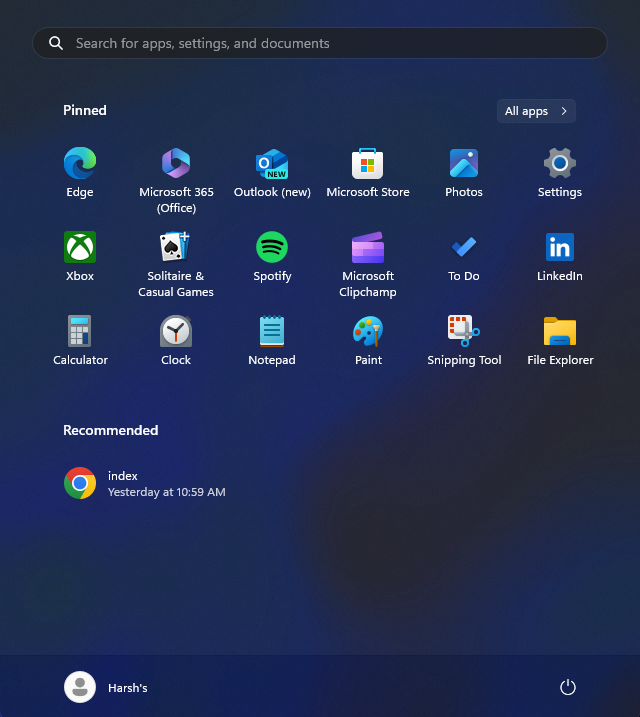 Search for apps, settings, and documents
Pinned
All apps
Edge
Microsoft 365
(Office)
Outlook (new)
NEW
Microsoft Store
Photos
Settings
Xbox
Solitaire &
Casual Games
Spotify
Microsoft
Clipchamp
To Do
LinkedIn
in
Calculator
Clock
Notepad
Paint
Snipping Tool
File Explorer
Recommended
index
Yesterday at 10:59 AM
Harsh's